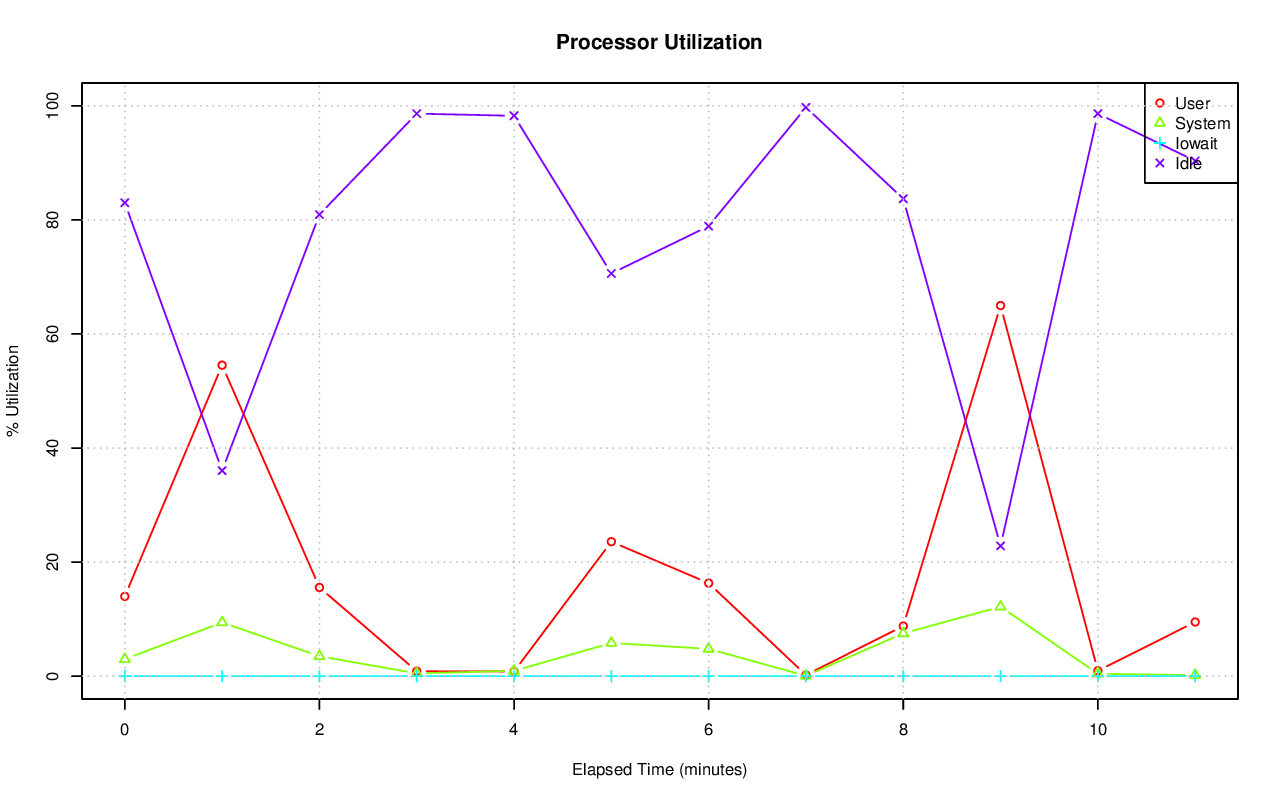 Processor Utilization
% Utilization
100
80
60
40
20
0
User
System
Iowait
Idle
0 2 4 6 8 10
Elapsed Time (minutes)